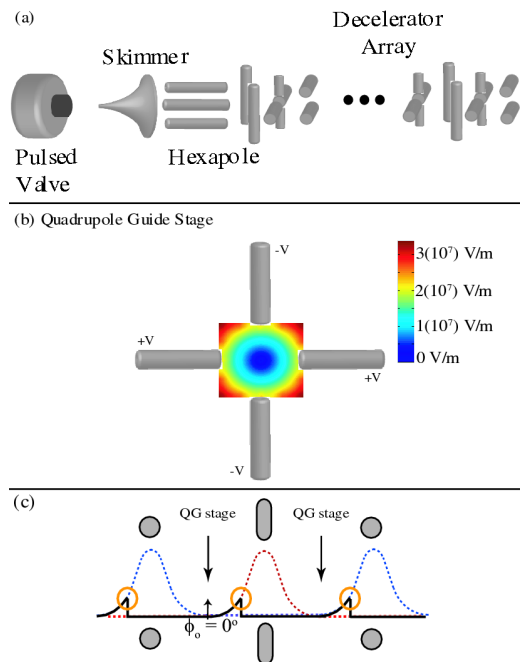 (a)
Decelerator
Array
Skimmer
Hexapole
Pulsed
Valve
(b) Quadrupole Guide Stage
-V
3(10⁷) V/m
2(10⁷) V/m
1(10⁷) V/m
0 V/m
+V
+V
-V
(c)
QG stage
QG stage
ϕₒ = 0º